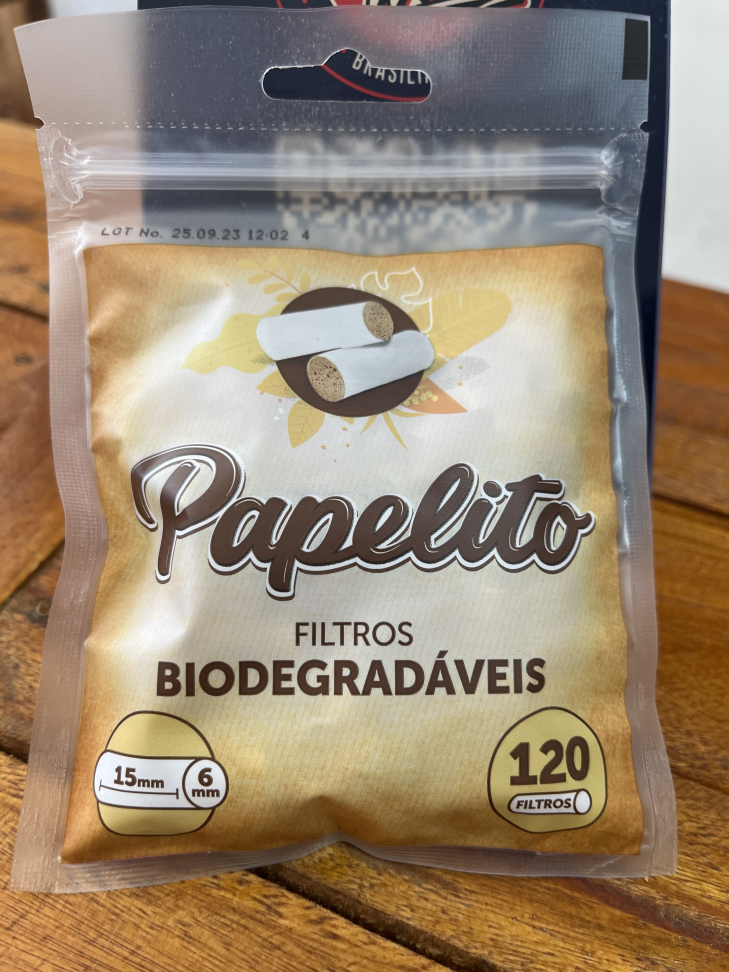 LOT No. 25.09.23 12:02 4
Papelito
FILTROS
BIODEGRADÁVEIS
15mm
6
mm
120
FILTROS